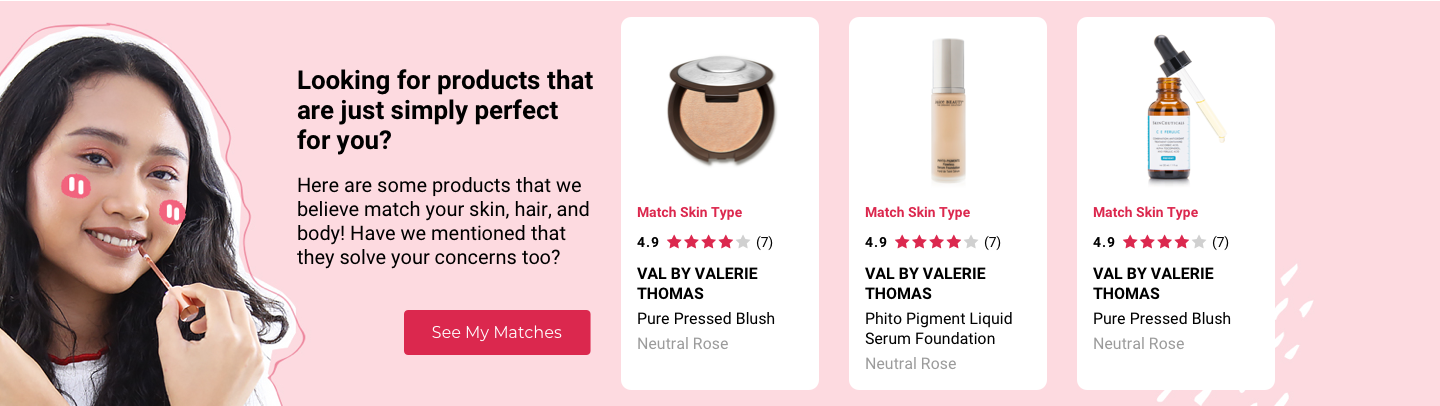 Looking for products that
are just simply perfect
for you?
Here are some products that we
believe match your skin, hair, and
body! Have we mentioned that
they solve your concerns too?
See My Matches
Match Skin Type
4.9 (7)
VAL BY VALERIE
THOMAS
Pure Pressed Blush
Neutral Rose
Match Skin Type
4.9 (7)
VAL BY VALERIE
THOMAS
Phito Pigment Liquid
Serum Foundation
Neutral Rose
SKINCEUTICALS
C E FERULIC
Match Skin Type
4.9 (7)
VAL BY VALERIE
THOMAS
Pure Pressed Blush
Neutral Rose